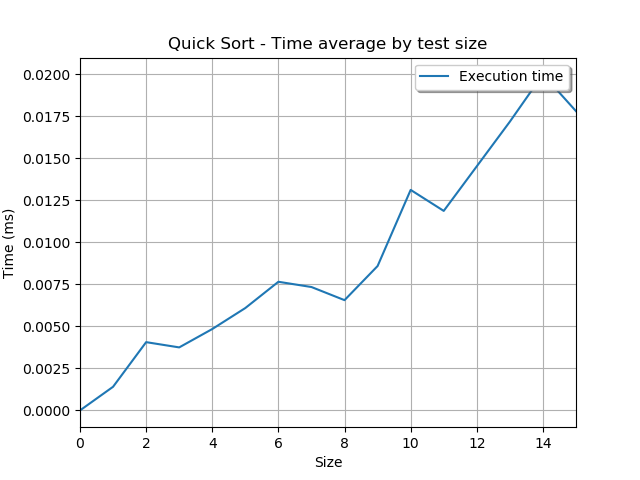 Quick Sort - Time average by test size
Execution time
0.0200
0.0175
0.0150
0.0125
0.0100
0.0075
0.0050
0.0025
0.0000
Time (ms)
0 2 4 6 8 10 12 14
Size